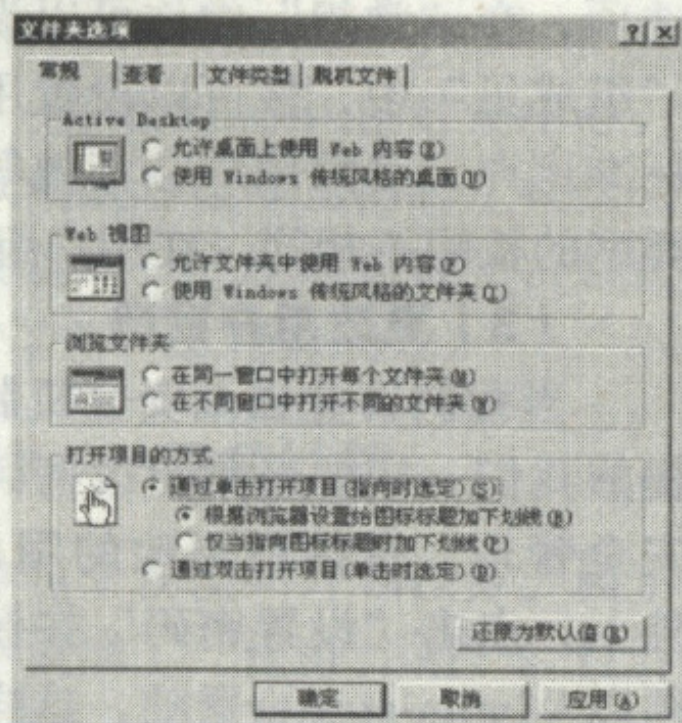 文件夹选项
常规 查看 文件类型 脱机文件
Active Desktop
允许桌面上使用 Web 内容(E)
使用 Windows 传统风格的桌面(U)
Web 视图
允许文件夹中使用 Web 内容(F)
使用 Windows 传统风格的文件夹(I)
浏览文件夹
在同一窗口中打开每个文件夹(M)
在不同窗口中打开不同的文件夹(W)
打开项目的方式
通过单击打开项目(指向时选定)(S)
根据浏览器设置给图标标题加下划线(B)
仅当指向图标标题时加下划线(P)
通过双击打开项目(单击时选定)(D)
还原为默认值(R)
确定 取消 应用(A)